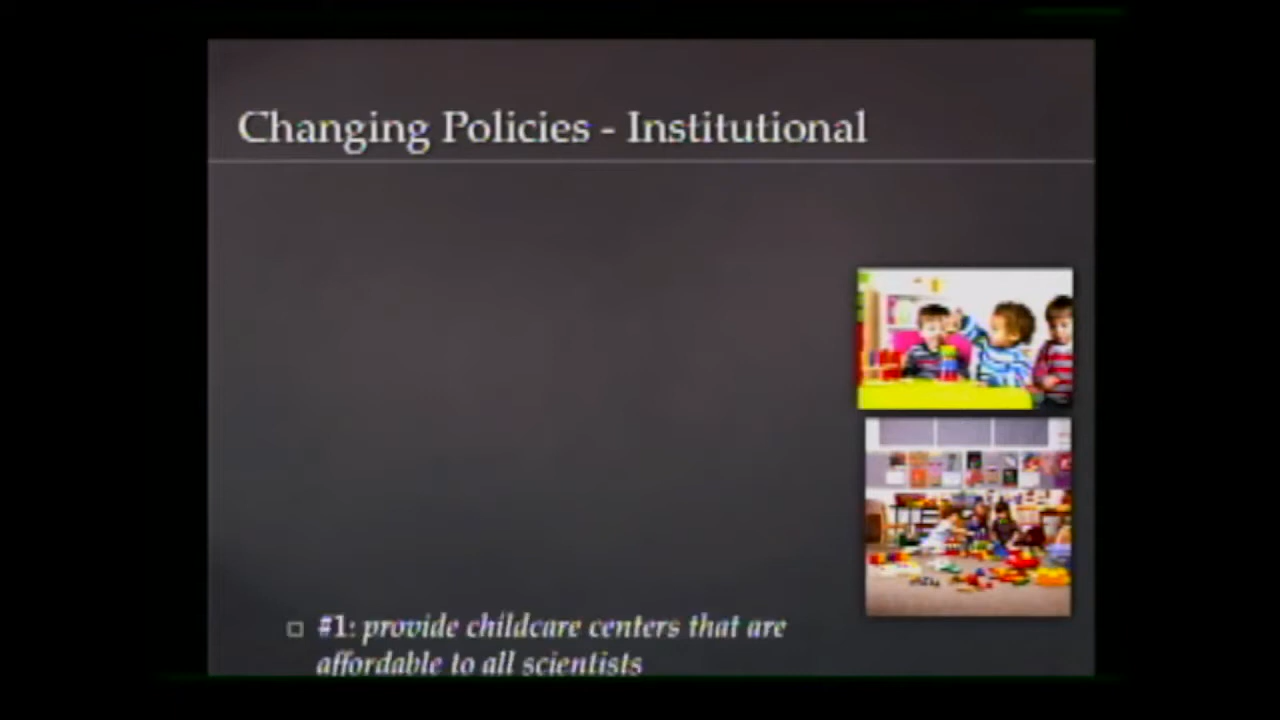 Changing Policies - Institutional
#1: provide childcare centers that are
affordable to all scientists